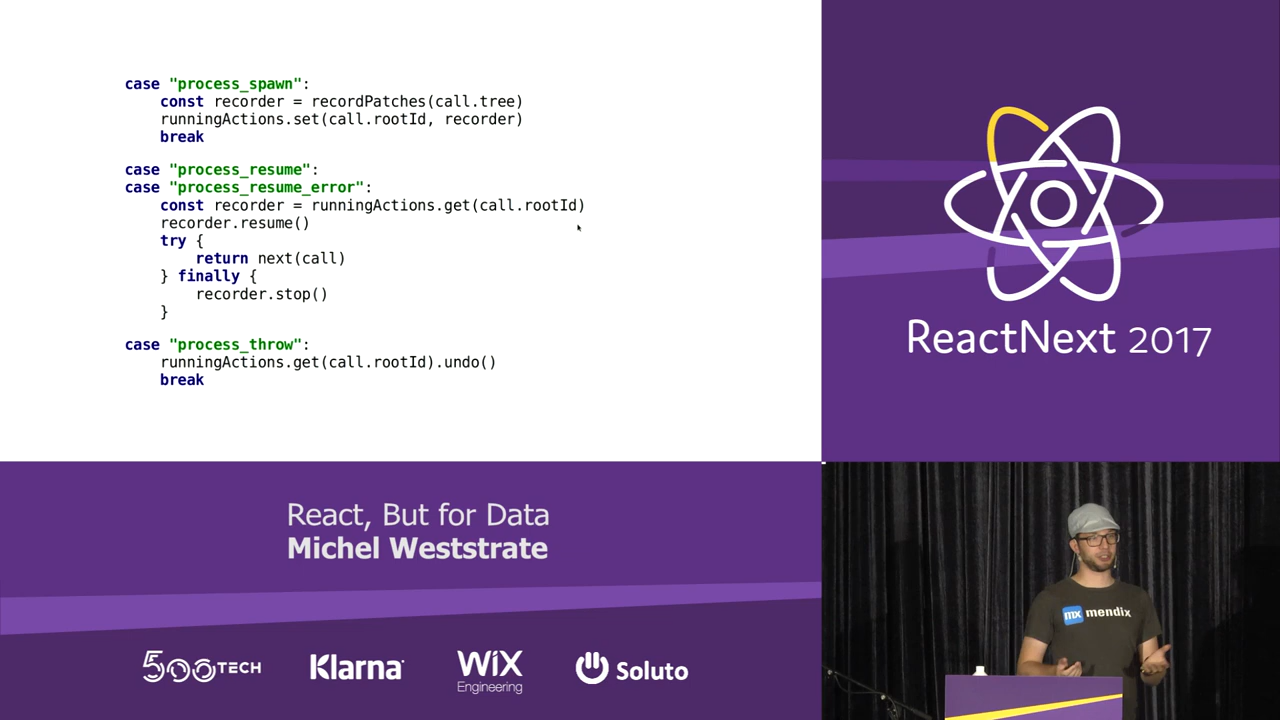 case "process_spawn":
const recorder = recordPatches(call.tree)
runningActions.set(call.rootId, recorder)
break
case "process_resume":
case "process_resume_error":
const recorder = runningActions.get(call.rootId)
recorder.resume()
try {
return next(call)
} finally {
recorder.stop()
}
case "process_throw":
runningActions.get(call.rootId).undo()
break
ReactNext 2017
React, But for Data
Michel Weststrate
500TECH
Klarna
WiX
Engineering
Soluto
mx mendix